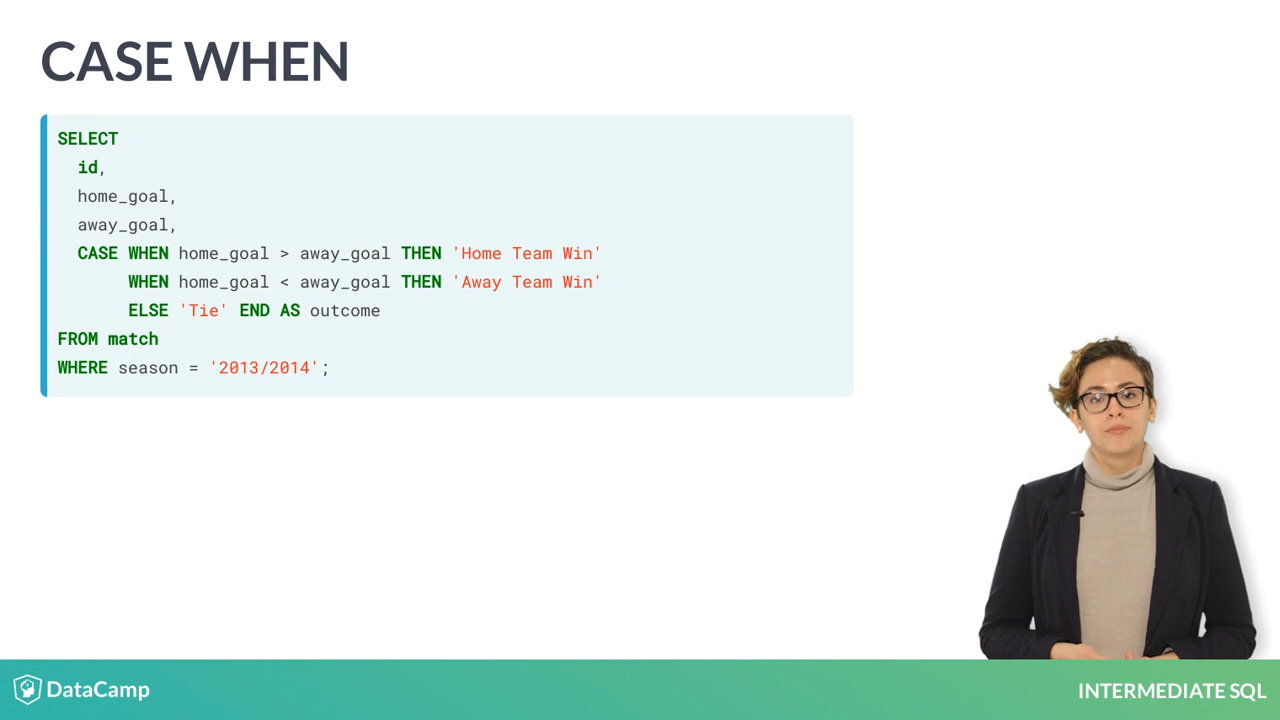 CASE WHEN
SELECT
id,
home_goal,
away_goal,
CASE WHEN home_goal > away_goal THEN 'Home Team Win'
WHEN home_goal < away_goal THEN 'Away Team Win'
ELSE 'Tie' END AS outcome
FROM match
WHERE season = '2013/2014';
DataCamp
INTERMEDIATE SQL